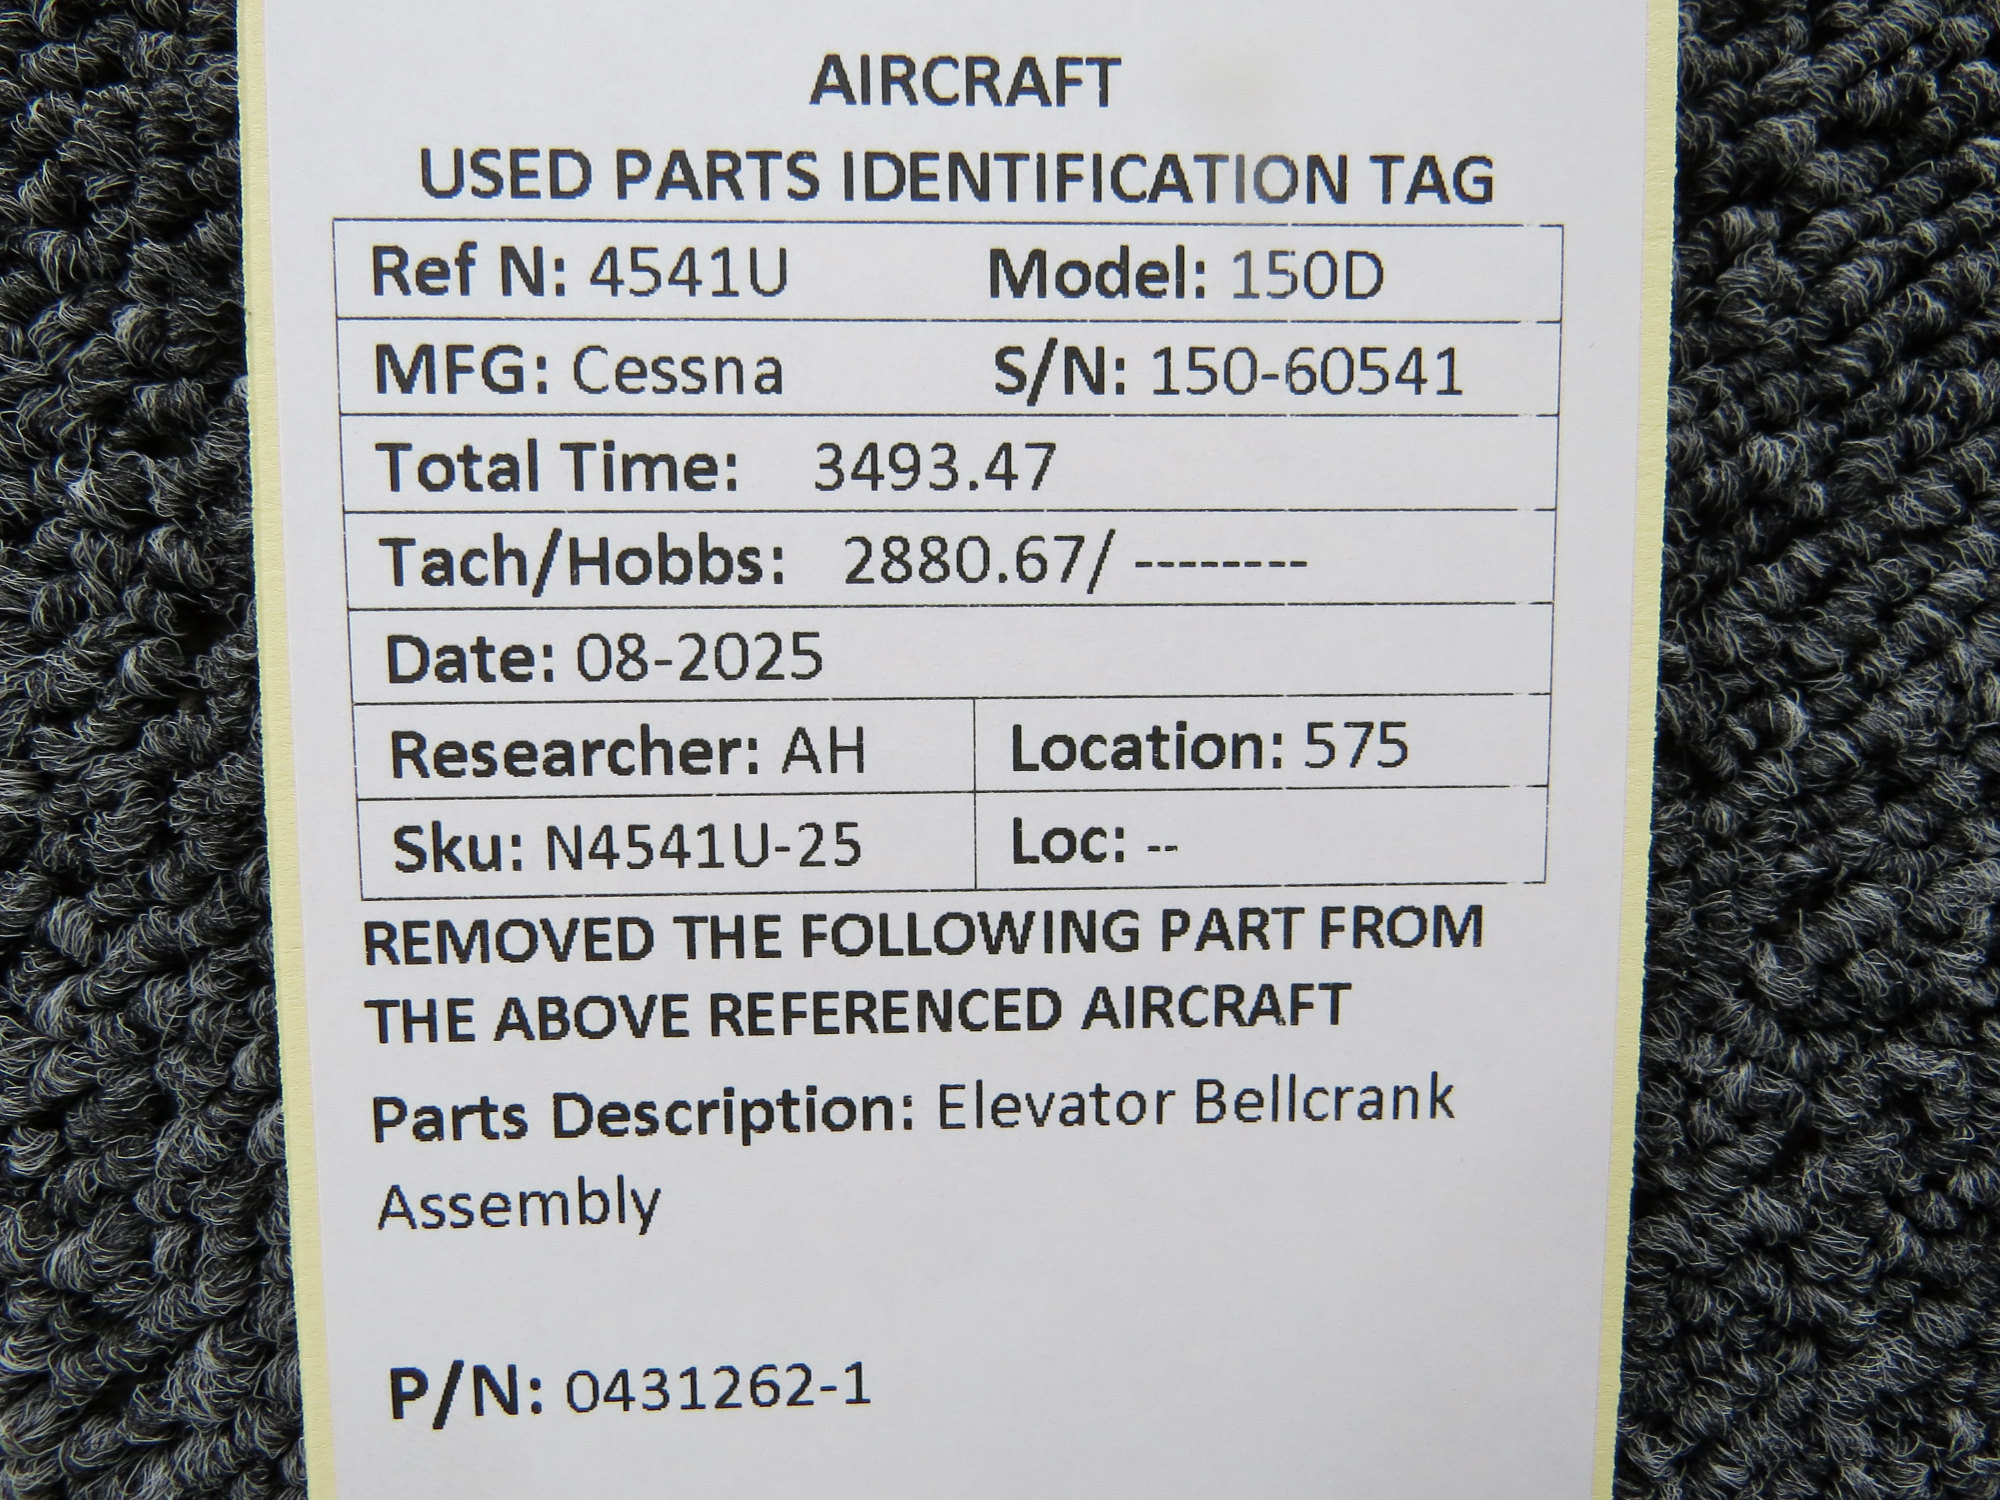 AIRCRAFT
USED PARTS IDENTIFICATION TAG
Ref N: 4541U Model: 150D
MFG: Cessna S/N: 150-60541
Total Time: 3493.47
Tach/Hobbs: 2880.67/ --------
Date: 08-2025
Researcher: AH Location: 575
Sku: N4541U-25 Loc: --
REMOVED THE FOLLOWING PART FROM
THE ABOVE REFERENCED AIRCRAFT
Parts Description: Elevator Bellcrank
Assembly
P/N: 0431262-1